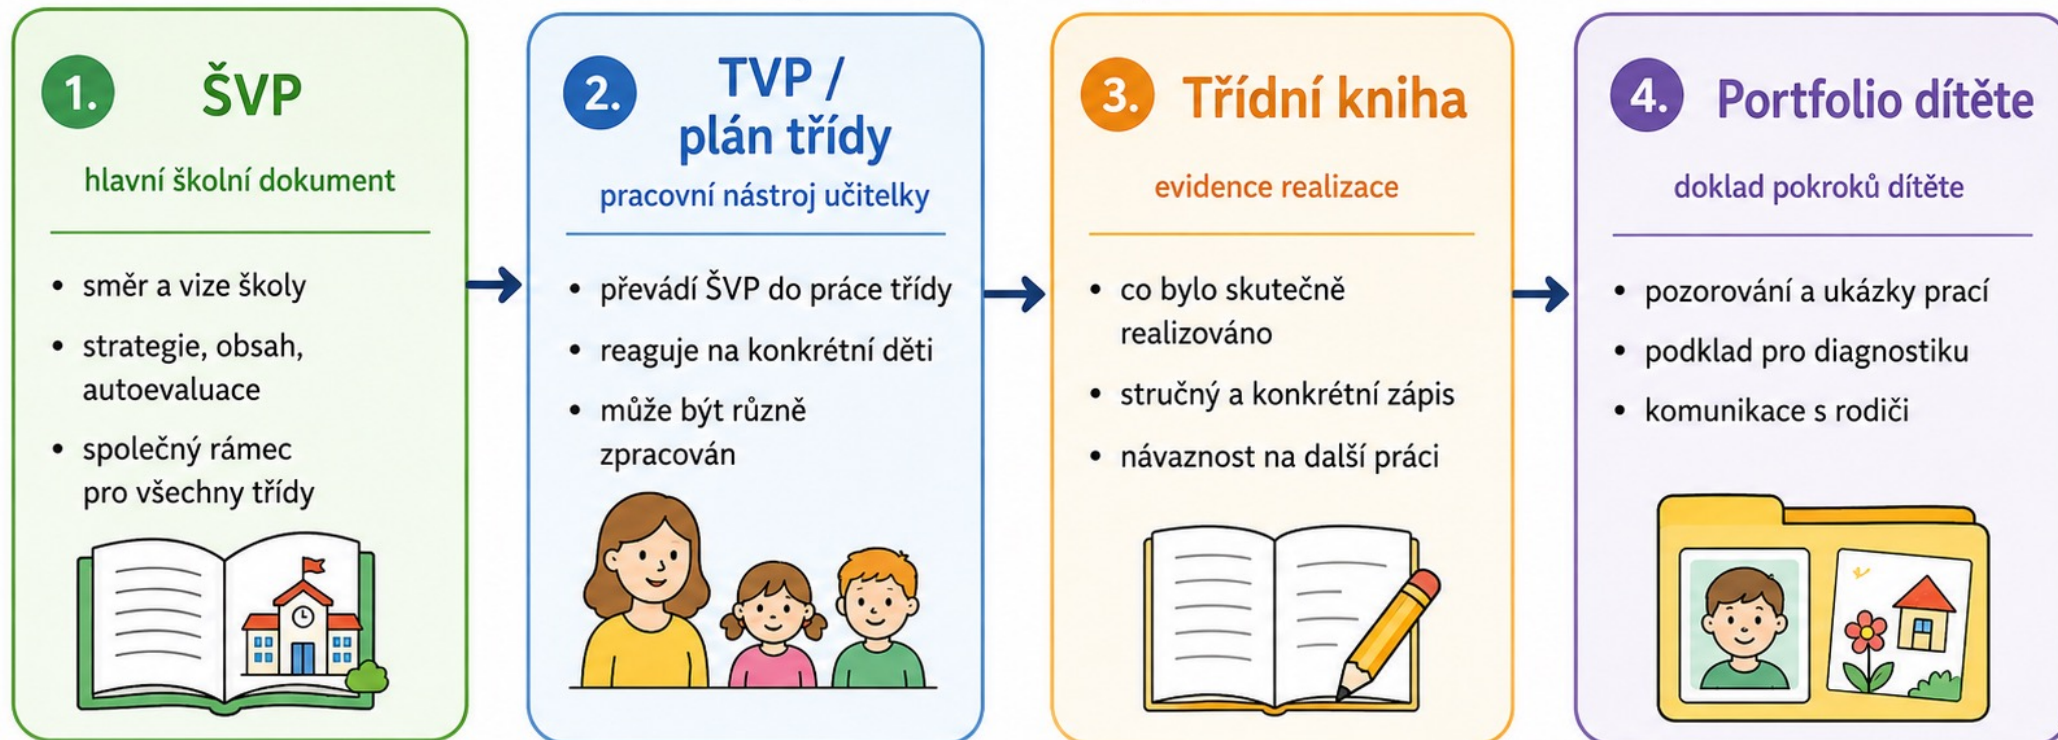 1. ŠVP
hlavní školní dokument
• směr a vize školy
• strategie, obsah,
autoevaluace
• společný rámec
pro všechny třídy
2. TVP /
plán třídy
pracovní nástroj učitelky
• převádí ŠVP do práce třídy
• reaguje na konkrétní děti
• může být různě
zpracován
3. Třídní kniha
evidence realizace
• co bylo skutečně
realizováno
• stručný a konkrétní zápis
• návaznost na další práci
4. Portfolio dítěte
doklad pokroků dítěte
• pozorování a ukázky prací
• podklad pro diagnostiku
• komunikace s rodiči